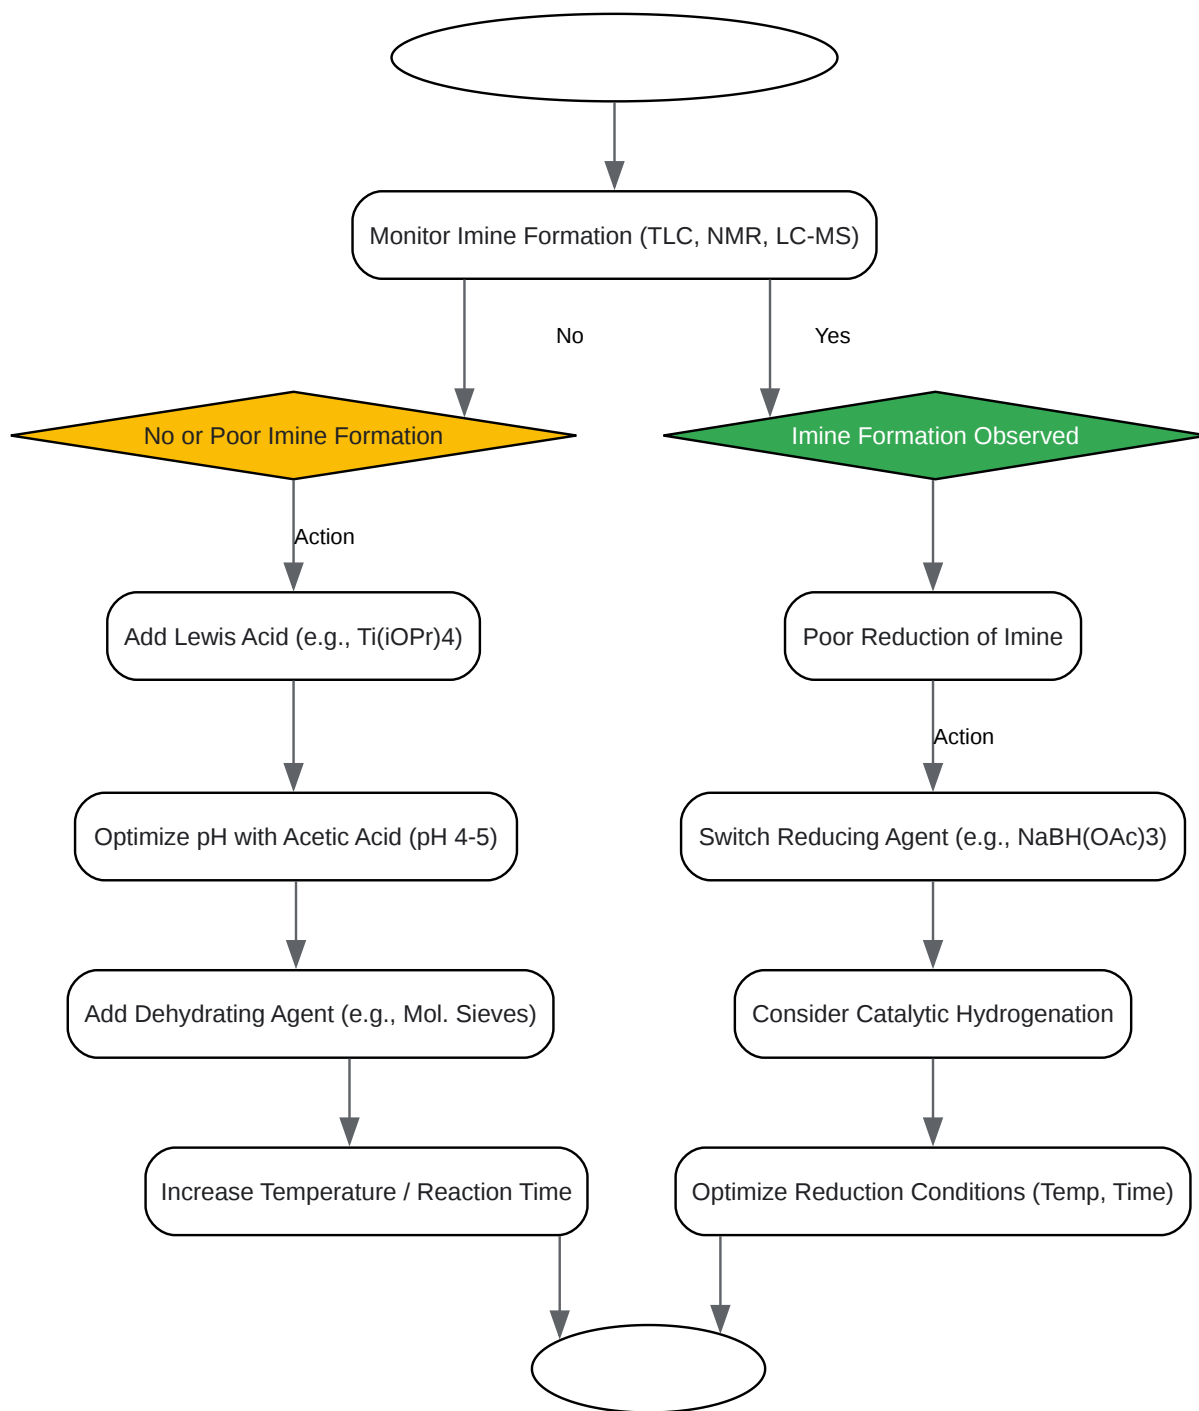 Monitor Imine Formation (TLC, NMR, LC-MS)
No
Yes
No or Poor Imine Formation
Imine Formation Observed
Action
Add Lewis Acid (e.g., Ti(iOPr)4)
Poor Reduction of Imine
Action
Optimize pH with Acetic Acid (pH 4-5)
Switch Reducing Agent (e.g., NaBH(OAc)3)
Add Dehydrating Agent (e.g., Mol. Sieves)
Consider Catalytic Hydrogenation
Increase Temperature / Reaction Time
Optimize Reduction Conditions (Temp, Time)